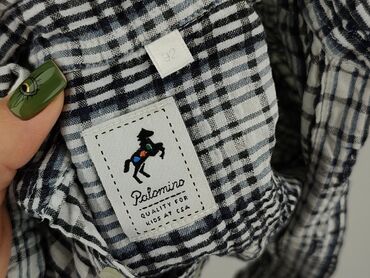 92
Palomino
QUALITY FOR
KIDS AT C&A